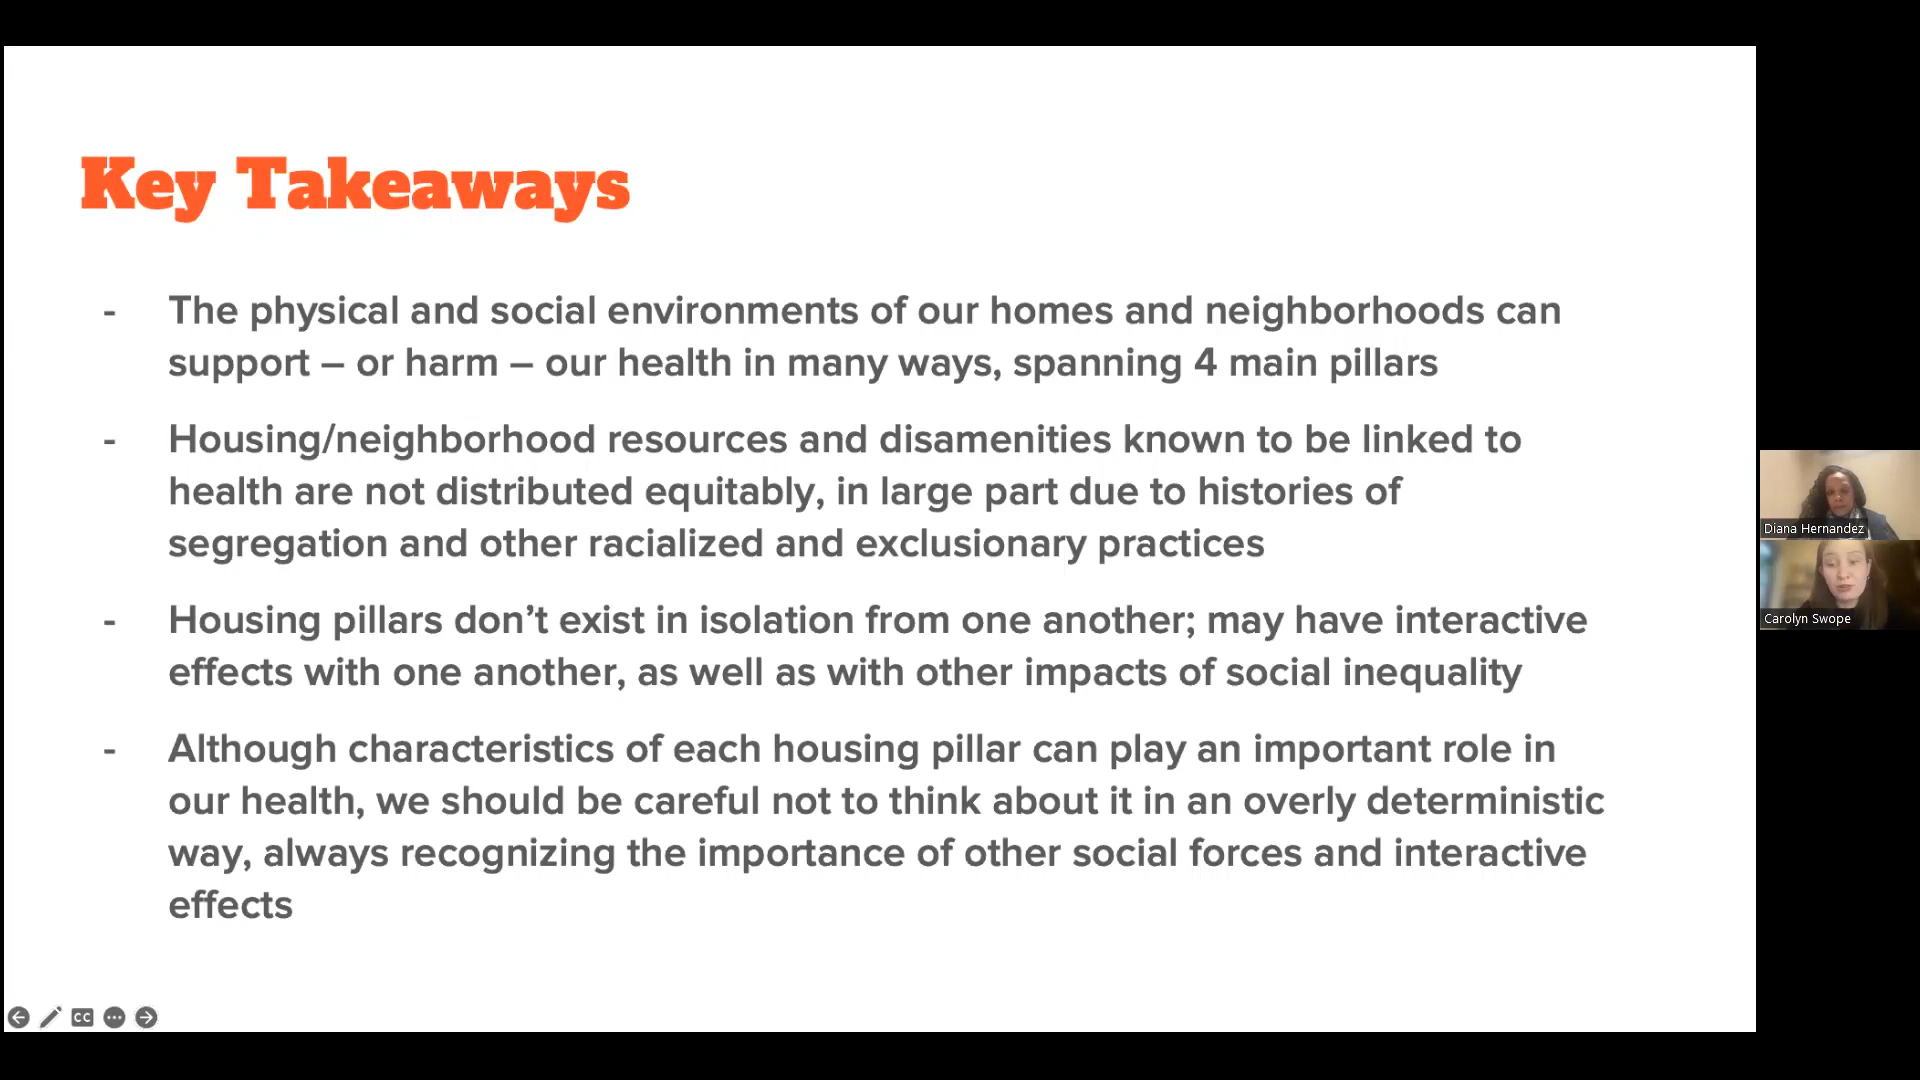 Key Takeaways
- The physical and social environments of our homes and neighborhoods can
support – or harm – our health in many ways, spanning 4 main pillars
- Housing/neighborhood resources and disamenities known to be linked to
health are not distributed equitably, in large part due to histories of
segregation and other racialized and exclusionary practices
- Housing pillars don’t exist in isolation from one another; may have interactive
effects with one another, as well as with other impacts of social inequality
- Although characteristics of each housing pillar can play an important role in
our health, we should be careful not to think about it in an overly deterministic
way, always recognizing the importance of other social forces and interactive
effects
Diana Hernandez
Carolyn Swope
CC